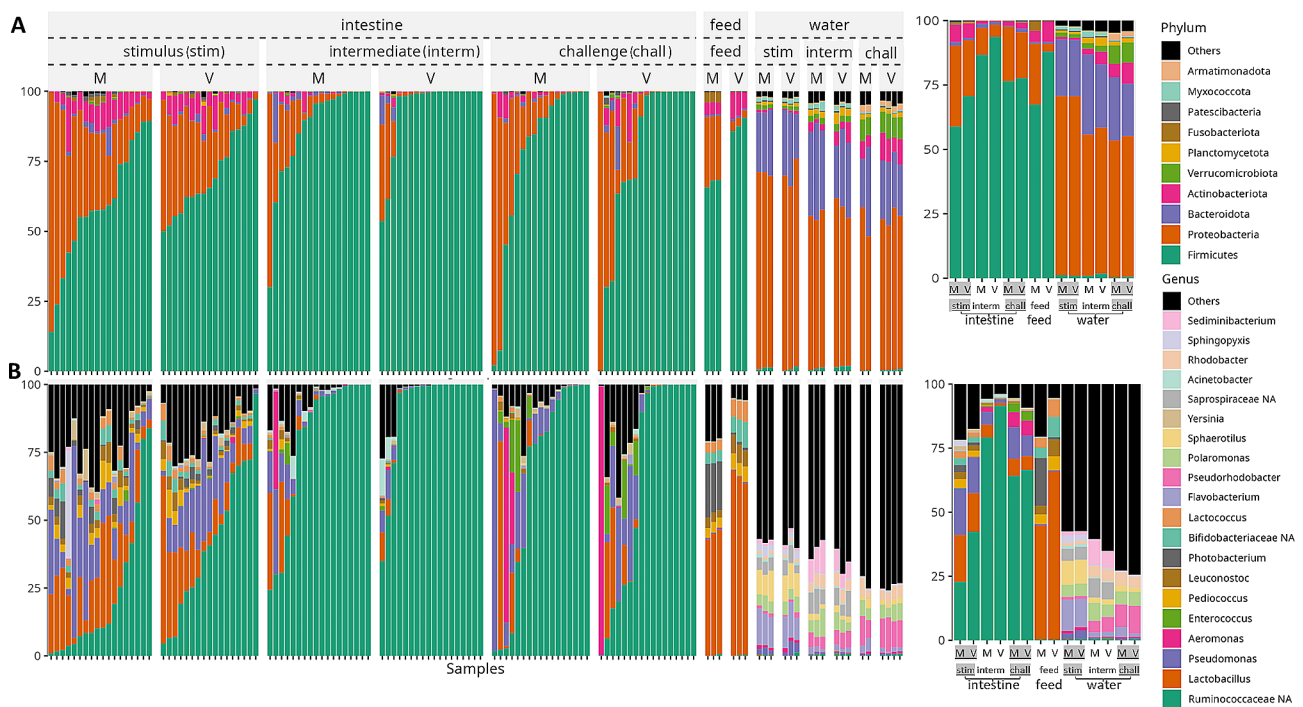 A
intestine
feed
water
stimulus (stim)
intermediate (interm)
challenge (chall)
feed
stim
interm
chall
M
V
M
V
M
V
M V
M V
M V
M V
100
75
50
25
0
100
75
50
25
0
M V M V M V M V M V M V M V
stim interm chall feed stim interm chall
intestine feed water
Phylum
Others
Armatimonadota
Myxococcota
Patescibacteria
Fusobacteriota
Planctomycetota
Verrucomicrobiota
Actinobacteriota
Bacteroidota
Proteobacteria
Firmicutes
B
100
75
50
25
0
Samples
100
75
50
25
0
M V M V M V M V M V M V M V
stim interm chall feed stim interm chall
intestine feed water
Genus
Others
Sediminibacterium
Sphingopyxis
Rhodobacter
Acinetobacter
Saprospiraceae NA
Yersinia
Sphaerotilus
Polaromonas
Pseudorhodobacter
Flavobacterium
Lactococcus
Bifidobacteriaceae NA
Photobacterium
Leuconostoc
Pediococcus
Enterococcus
Aeromonas
Pseudomonas
Lactobacillus
Ruminococcaceae NA